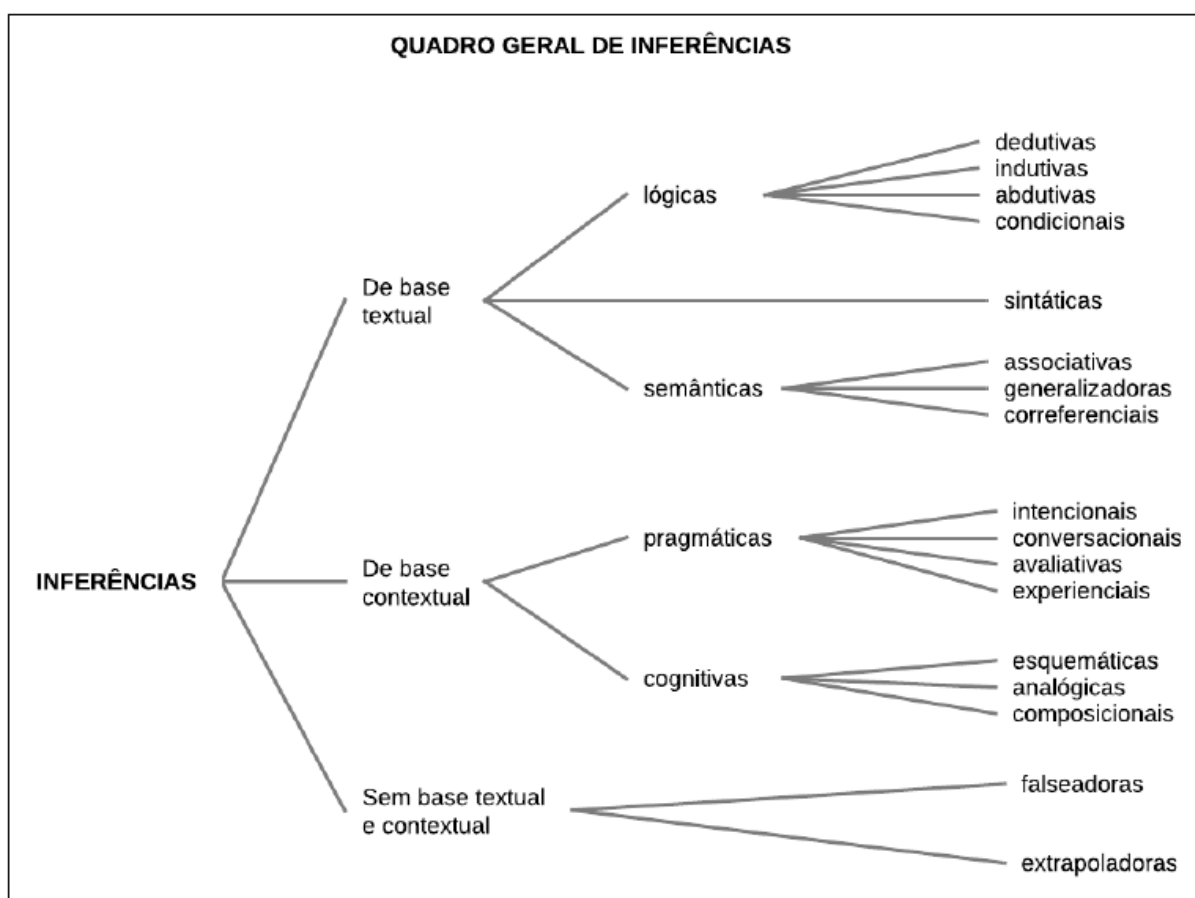 QUADRO GERAL DE INFERÊNCIAS
dedutivas
indutivas
lógicas
abdutivas
condicionais
De base
textual
sintáticas
associativas
semânticas
generalizadoras
correferenciais
intencionais
pragmáticas
conversacionais
avaliativas
experienciais
INFERÊNCIAS
De base
contextual
esquemáticas
cognitivas
analógicas
composicionais
Sem base textual
e contextual
falseadoras
extrapoladoras